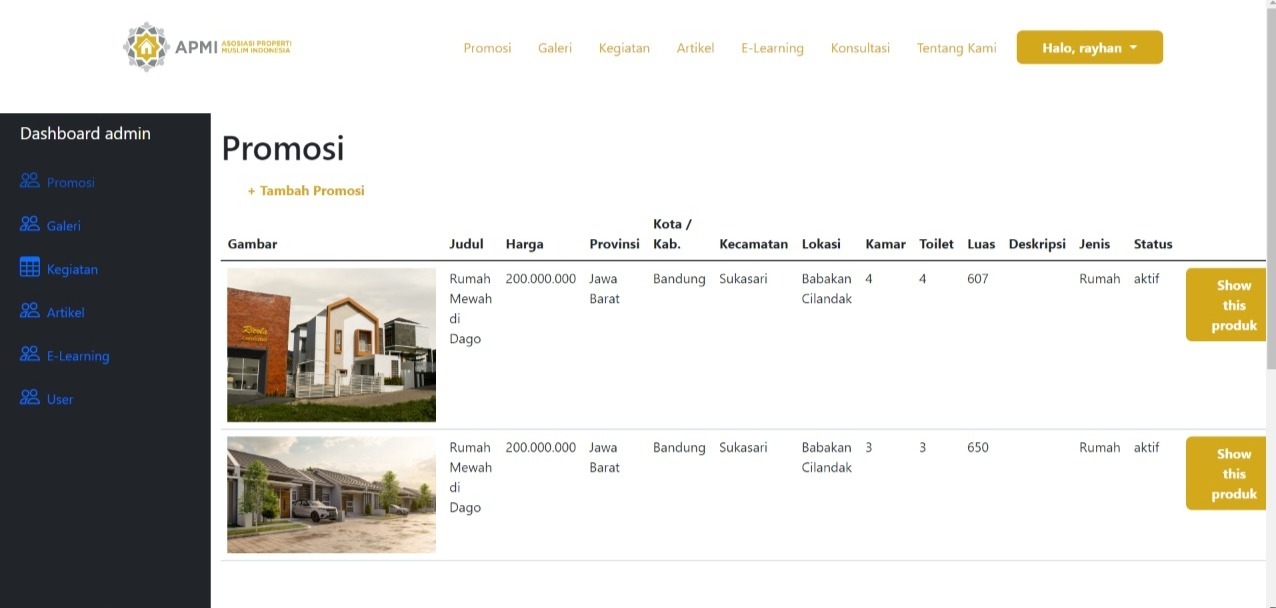 APMI ASOSIASI PROPERTI
MUSLIM INDONESIA
Promosi Galeri Kegiatan Artikel E-Learning Konsultasi Tentang Kami Halo, rayhan
Dashboard admin
Promosi
Galeri
Kegiatan
Artikel
E-Learning
User
Promosi
+ Tambah Promosi
Gambar Judul Harga Provinsi Kota / Kab. Kecamatan Lokasi Kamar Toilet Luas Deskripsi Jenis Status
Rumah 200.000.000 Jawa Bandung Sukasari Babakan 4 4 607 Rumah aktif Show
Mewah Barat Cilandak this
di produk
Dago
Rumah 200.000.000 Jawa Bandung Sukasari Babakan 3 3 650 Rumah aktif Show
Mewah Barat Cilandak this
di produk
Dago